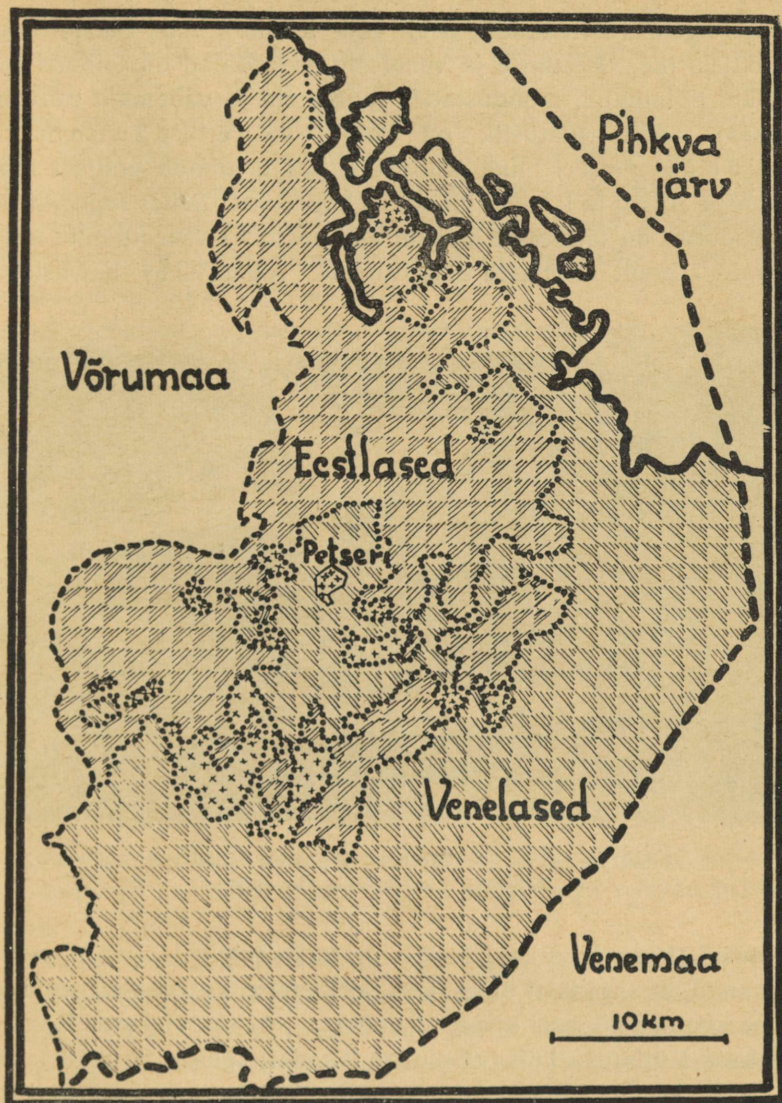 Pihkva
järv
Võrumaa
Eestlased
Petseri
Venelased
Venemaa
10 km